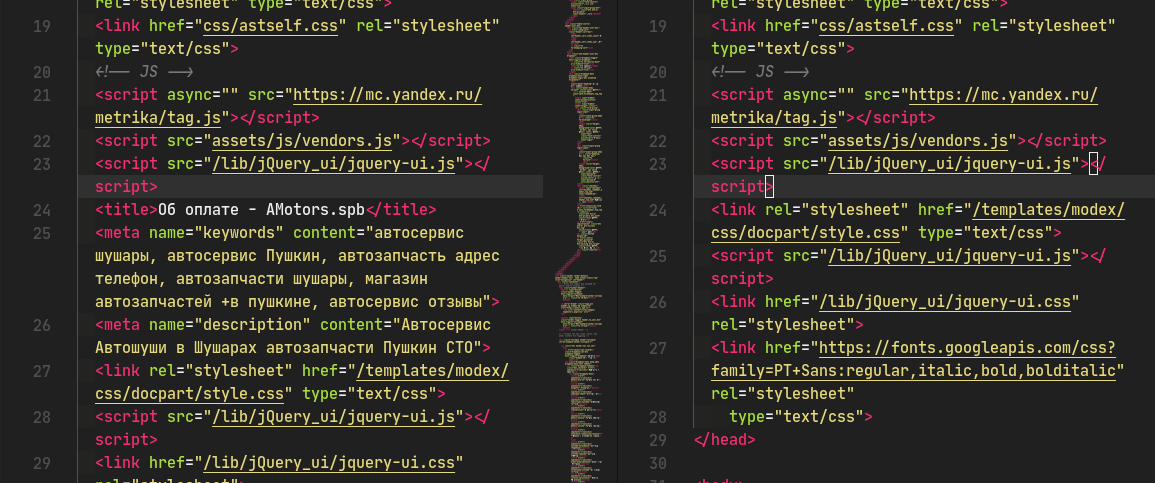 rel="stylesheet" type="text/css">
19 <link href="css/astself.css" rel="stylesheet"
type="text/css">
20 <!-- JS -->
21 <script async="" src="https://mc.yandex.ru/
metrika/tag.js"></script>
22 <script src="assets/js/vendors.js"></script>
23 <script src="/lib/jQuery_ui/jquery-ui.js"></
script>
24 <title>Об оплате - AMotors.spb</title>
25 <meta name="keywords" content="автосервис
шушары, автосервис Пушкин, автозапчасть адрес
телефон, автозапчасти шушары, магазин
автозапчастей +в пушкине, автосервис отзывы">
26 <meta name="description" content="Автосервис
Автошуши в Шушарах автозапчасти Пушкин СТО">
27 <link rel="stylesheet" href="/templates/modex/
css/docpart/style.css" type="text/css">
28 <script src="/lib/jQuery_ui/jquery-ui.js"></
script>
29 <link href="/lib/jQuery_ui/jquery-ui.css"
rel="stylesheet">
rel="stylesheet" type="text/css">
19 <link href="css/astself.css" rel="stylesheet"
type="text/css">
20 <!-- JS -->
21 <script async="" src="https://mc.yandex.ru/
metrika/tag.js"></script>
22 <script src="assets/js/vendors.js"></script>
23 <script src="/lib/jQuery_ui/jquery-ui.js"></
script>
24 <link rel="stylesheet" href="/templates/modex/
css/docpart/style.css" type="text/css">
25 <script src="/lib/jQuery_ui/jquery-ui.js"></
script>
26 <link href="/lib/jQuery_ui/jquery-ui.css"
rel="stylesheet">
27 <link href="https://fonts.googleapis.com/css?
family=PT+Sans:regular,italic,bold,bolditalic"
rel="stylesheet"
28 type="text/css">
29 </head>
30
31 <body>